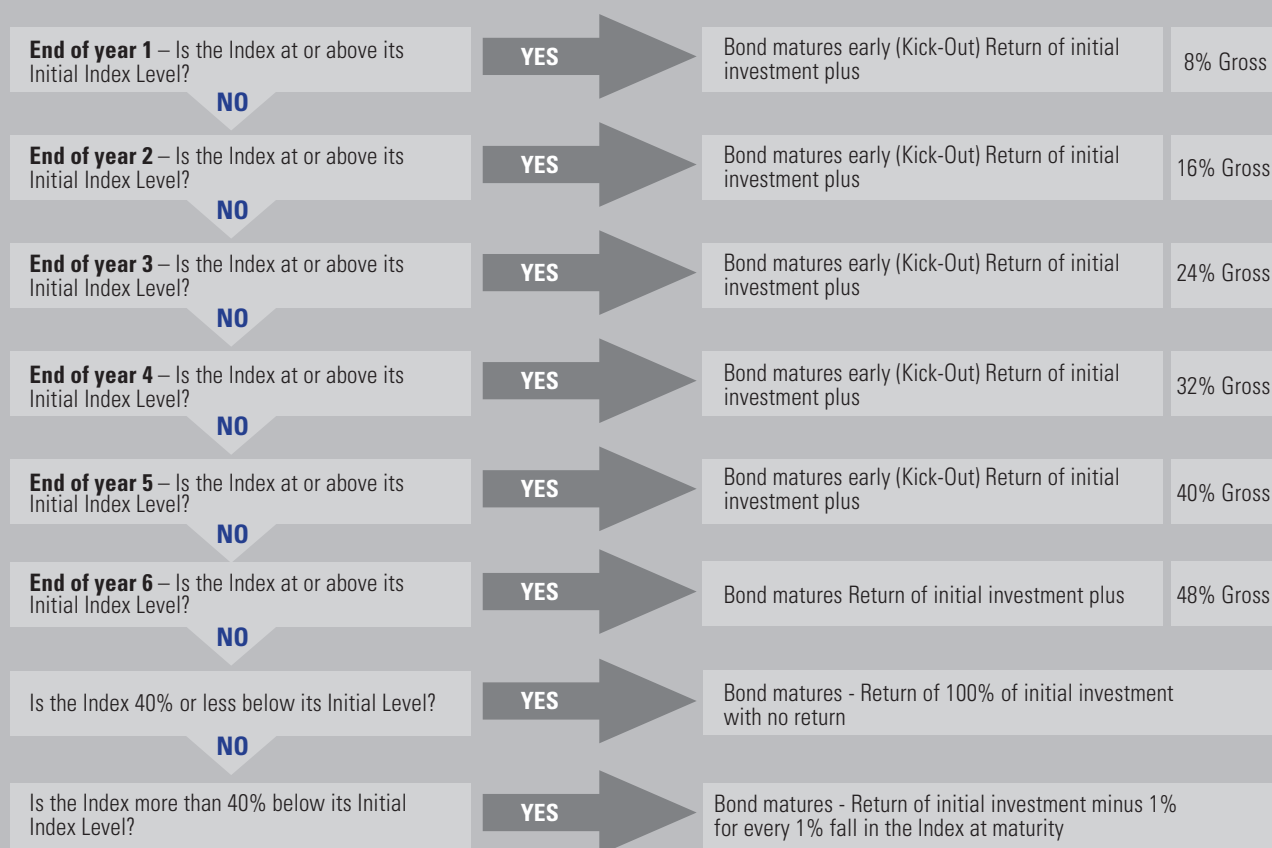 End of year 1 – Is the Index at or above its
Initial Index Level?
YES
Bond matures early (Kick-Out) Return of initial
investment plus
8% Gross
NO
End of year 2 – Is the Index at or above its
Initial Index Level?
YES
Bond matures early (Kick-Out) Return of initial
investment plus
16% Gross
NO
End of year 3 – Is the Index at or above its
Initial Index Level?
YES
Bond matures early (Kick-Out) Return of initial
investment plus
24% Gross
NO
End of year 4 – Is the Index at or above its
Initial Index Level?
YES
Bond matures early (Kick-Out) Return of initial
investment plus
32% Gross
NO
End of year 5 – Is the Index at or above its
Initial Index Level?
YES
Bond matures early (Kick-Out) Return of initial
investment plus
40% Gross
NO
End of year 6 – Is the Index at or above its
Initial Index Level?
YES
Bond matures Return of initial investment plus
48% Gross
NO
Is the Index 40% or less below its Initial Level?
YES
Bond matures - Return of 100% of initial investment
with no return
NO
Is the Index more than 40% below its Initial
Index Level?
YES
Bond matures - Return of initial investment minus 1%
for every 1% fall in the Index at maturity